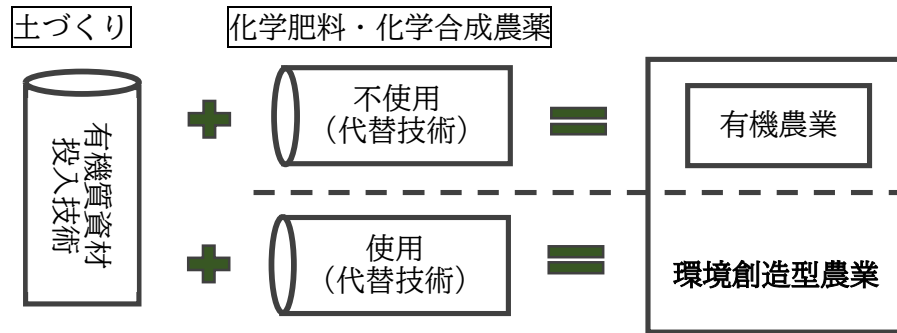 土づくり
化学肥料・化学合成農薬
有機質資材
投入技術
不使用
（代替技術）
有機農業
使用
（代替技術）
環境創造型農業